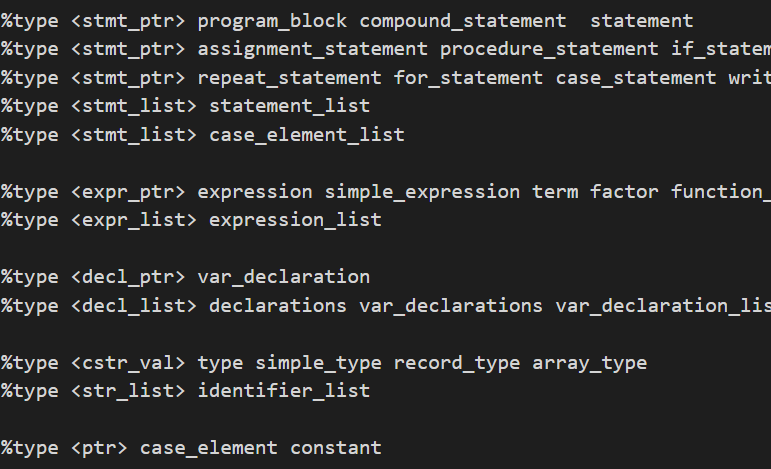 %type <stmt_ptr> program_block compound_statement  statement
%type <stmt_ptr> assignment_statement procedure_statement if_statem
%type <stmt_ptr> repeat_statement for_statement case_statement writ
%type <stmt_list> statement_list
%type <stmt_list> case_element_list
%type <expr_ptr> expression simple_expression term factor function_
%type <expr_list> expression_list
%type <decl_ptr> var_declaration
%type <decl_list> declarations var_declarations var_declaration_lis
%type <cstr_val> type simple_type record_type array_type
%type <str_list> identifier_list
%type <ptr> case_element constant